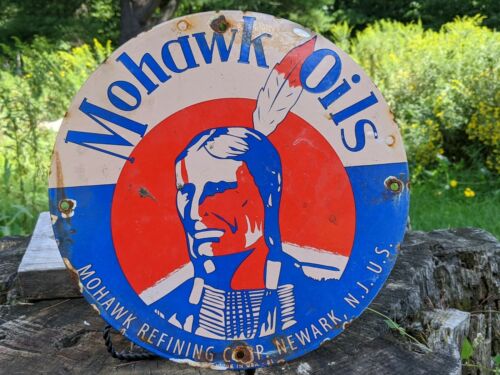 Mohawk Oils
MOHAWK REFINING CORP. NEWARK, N.J. U.S.